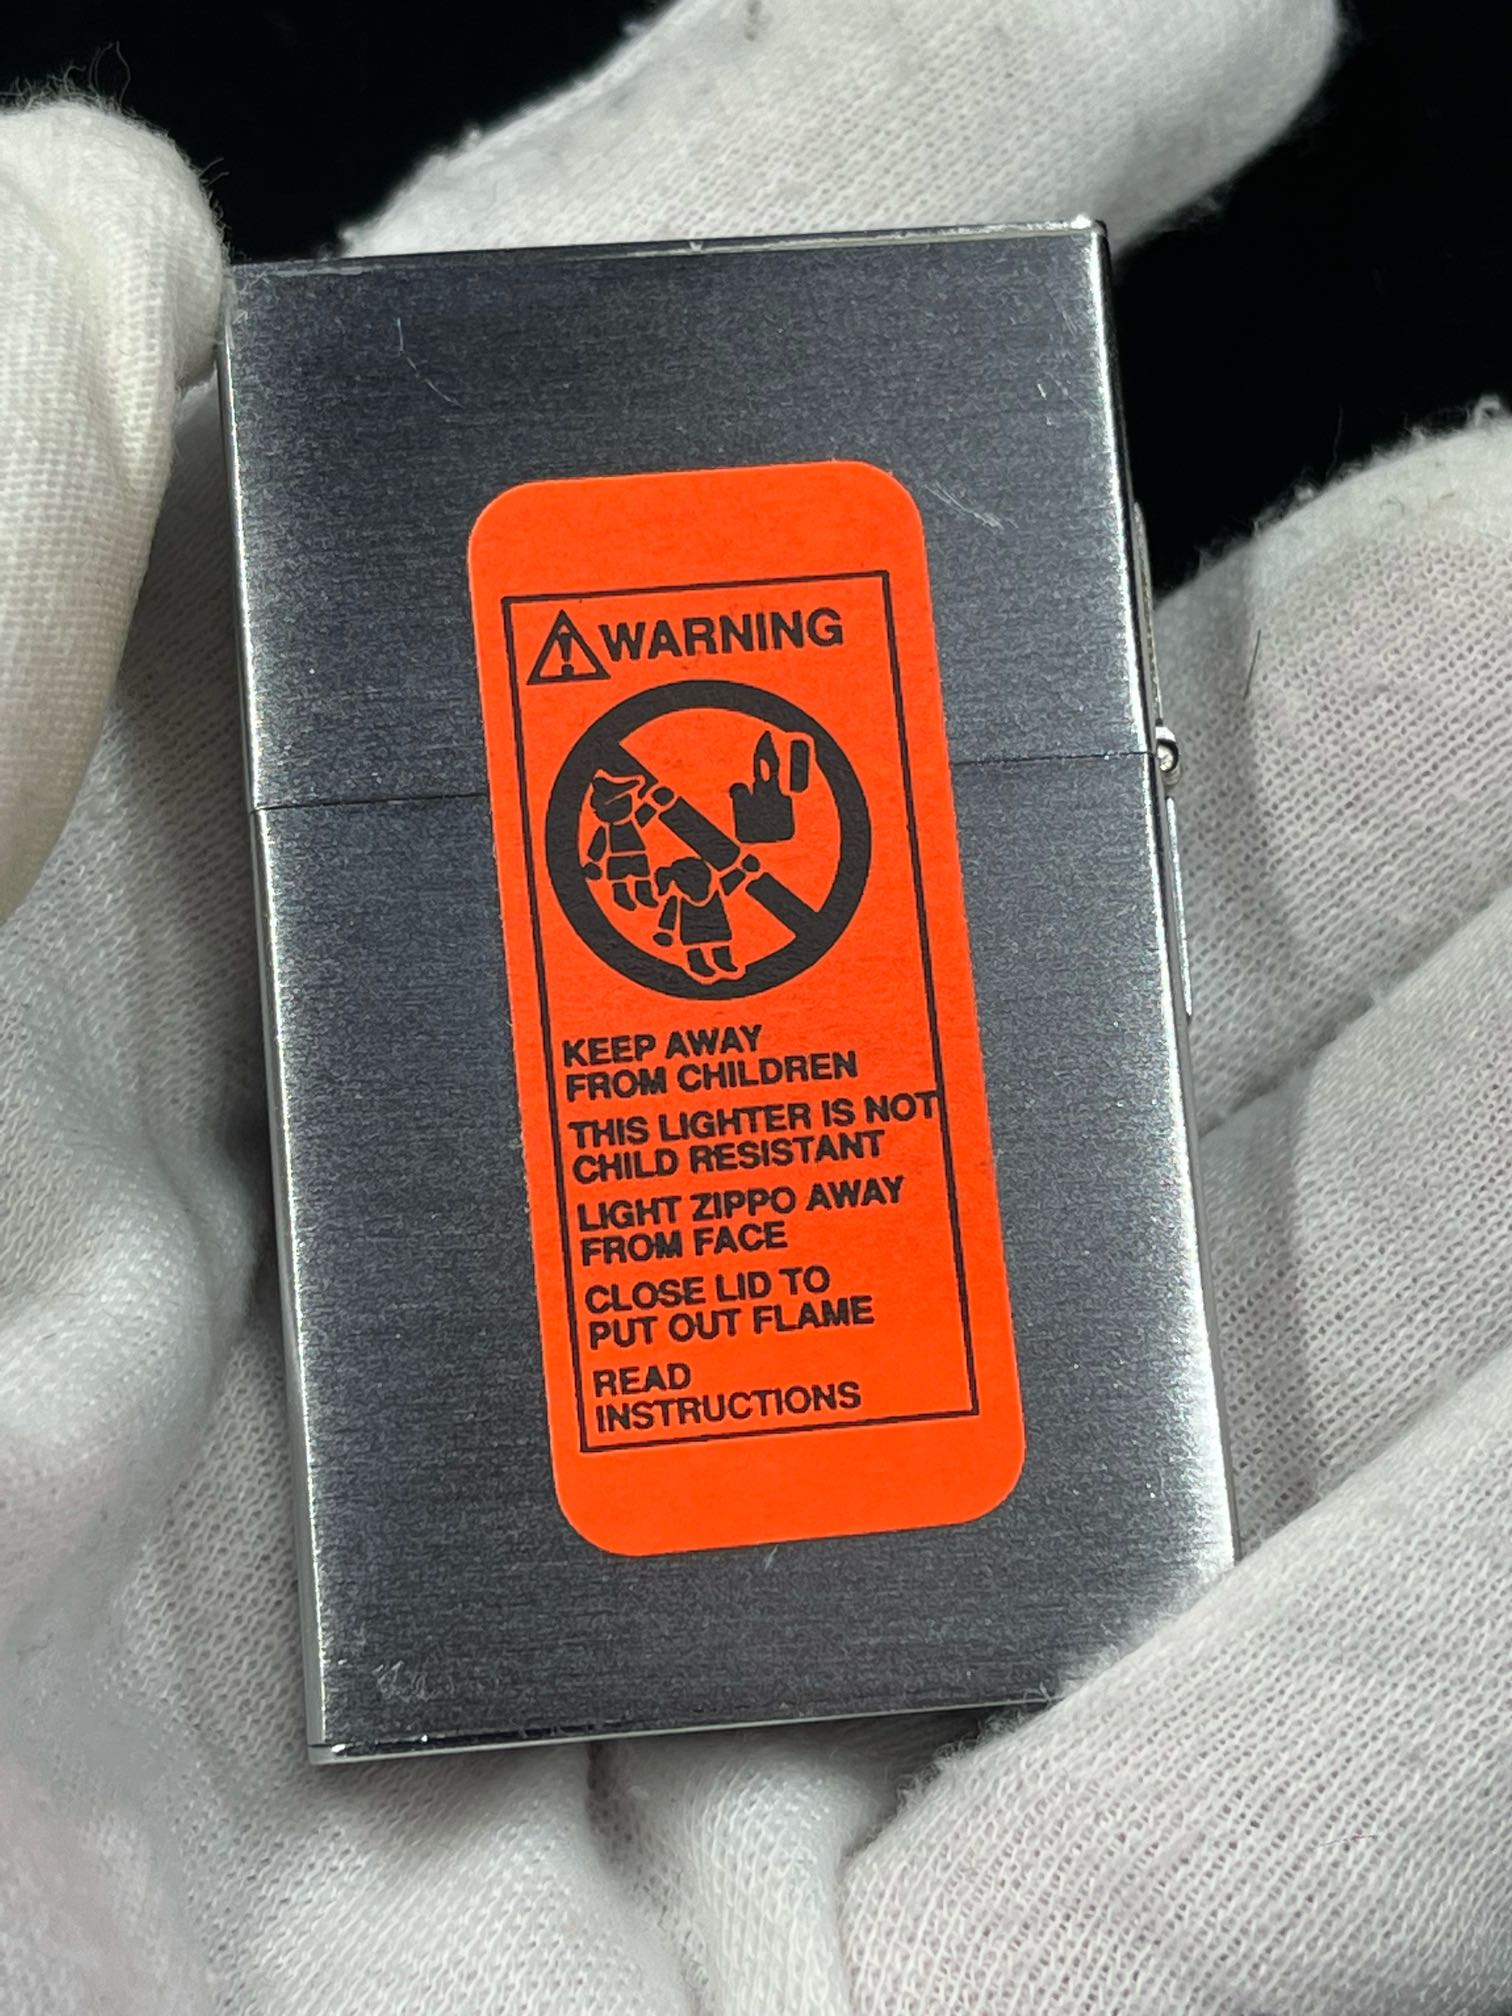 WARNING
KEEP AWAY
FROM CHILDREN
THIS LIGHTER IS NOT
CHILD RESISTANT
LIGHT ZIPPO AWAY
FROM FACE
CLOSE LID TO
PUT OUT FLAME
READ
INSTRUCTIONS